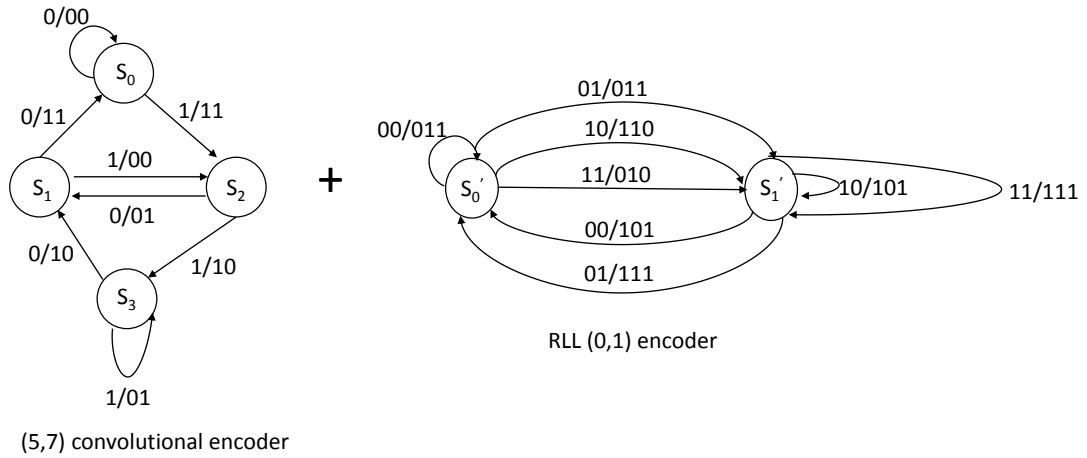 0/00
S0
0/11
1/11
S1
1/00
S2
0/01
0/10
1/10
S3
1/01
(5,7) convolutional encoder
+
01/011
00/011
10/110
S0'
11/010
S1'
10/101
11/111
00/101
01/111
RLL (0,1) encoder